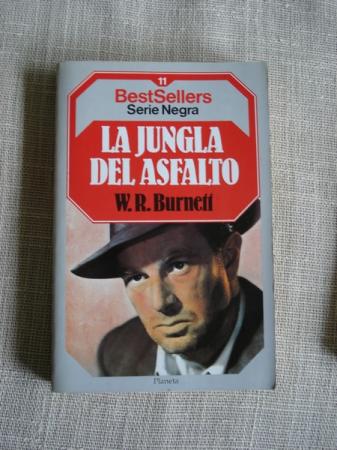 11
BestSellers
Serie Negra
LA JUNGLA
DEL ASFALTO
W.R. Burnett
Planeta